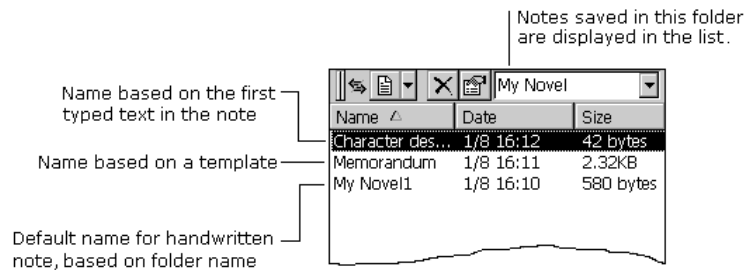 Notes saved in this folder
are displayed in the list.
My Novel
Name based on the first
typed text in the note
Name Date Size
Character des... 1/8 16:12 42 bytes
Name based on a template
Memorandum 1/8 16:11 2.32KB
My Novel1 1/8 16:10 580 bytes
Default name for handwritten
note, based on folder name